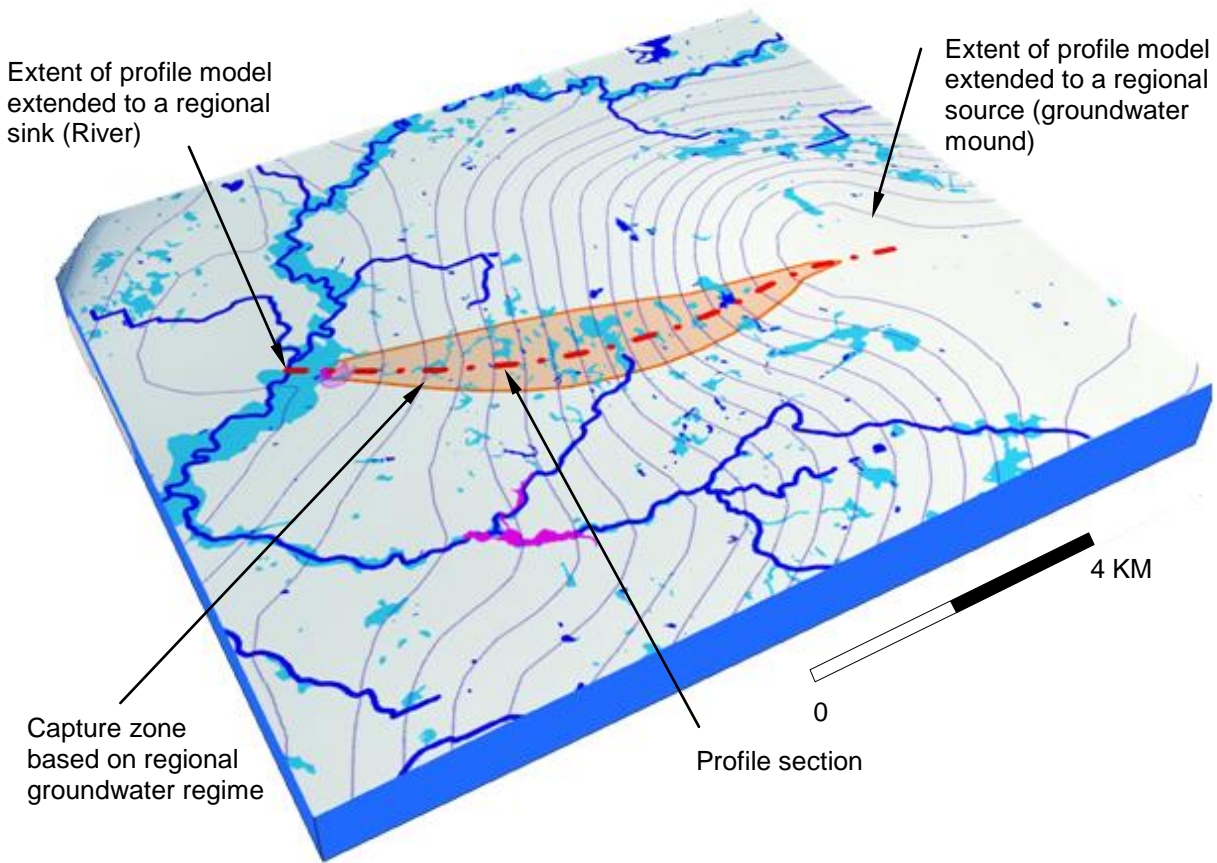 Extent of profile model
extended to a regional
sink (River)
Extent of profile model
extended to a regional
source (groundwater
mound)
4 KM
0
Capture zone
based on regional
groundwater regime
Profile section